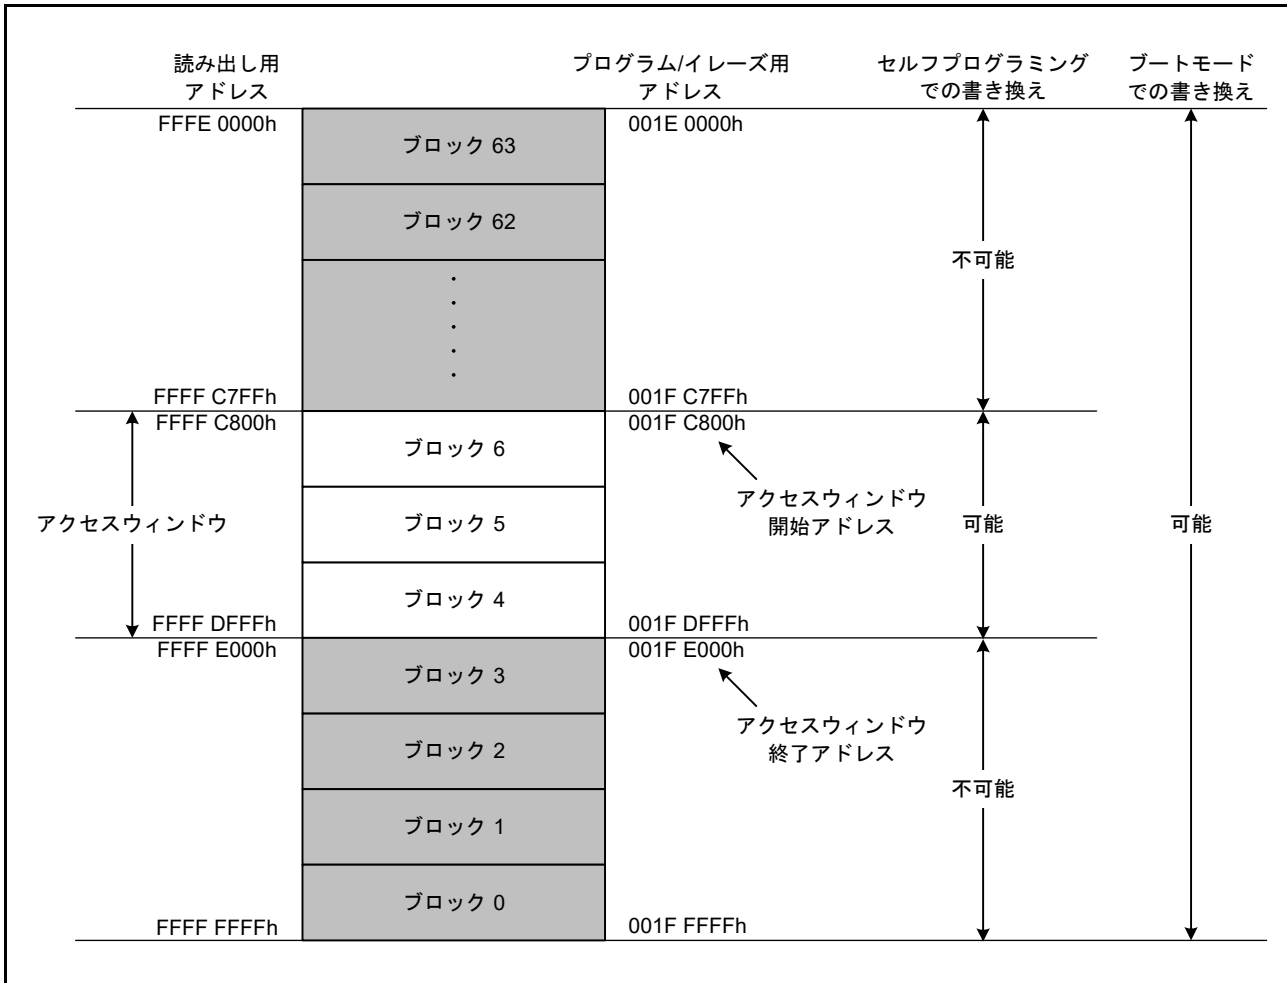 読み出し用
アドレス
プログラム/イレーズ用
アドレス
セルフプログラミング
での書き換え
ブートモード
での書き換え
FFFE 0000h
001E 0000h
ブロック 63
ブロック 62
・
・
・
・
・
不可能
FFFF C7FFh
001F C7FFh
FFFF C800h
001F C800h
ブロック 6
アクセスウィンドウ
開始アドレス
アクセスウィンドウ
ブロック 5
可能
可能
ブロック 4
FFFF DFFFh
001F DFFFh
FFFF E000h
001F E000h
ブロック 3
アクセスウィンドウ
終了アドレス
ブロック 2
不可能
ブロック 1
ブロック 0
FFFF FFFFh
001F FFFFh